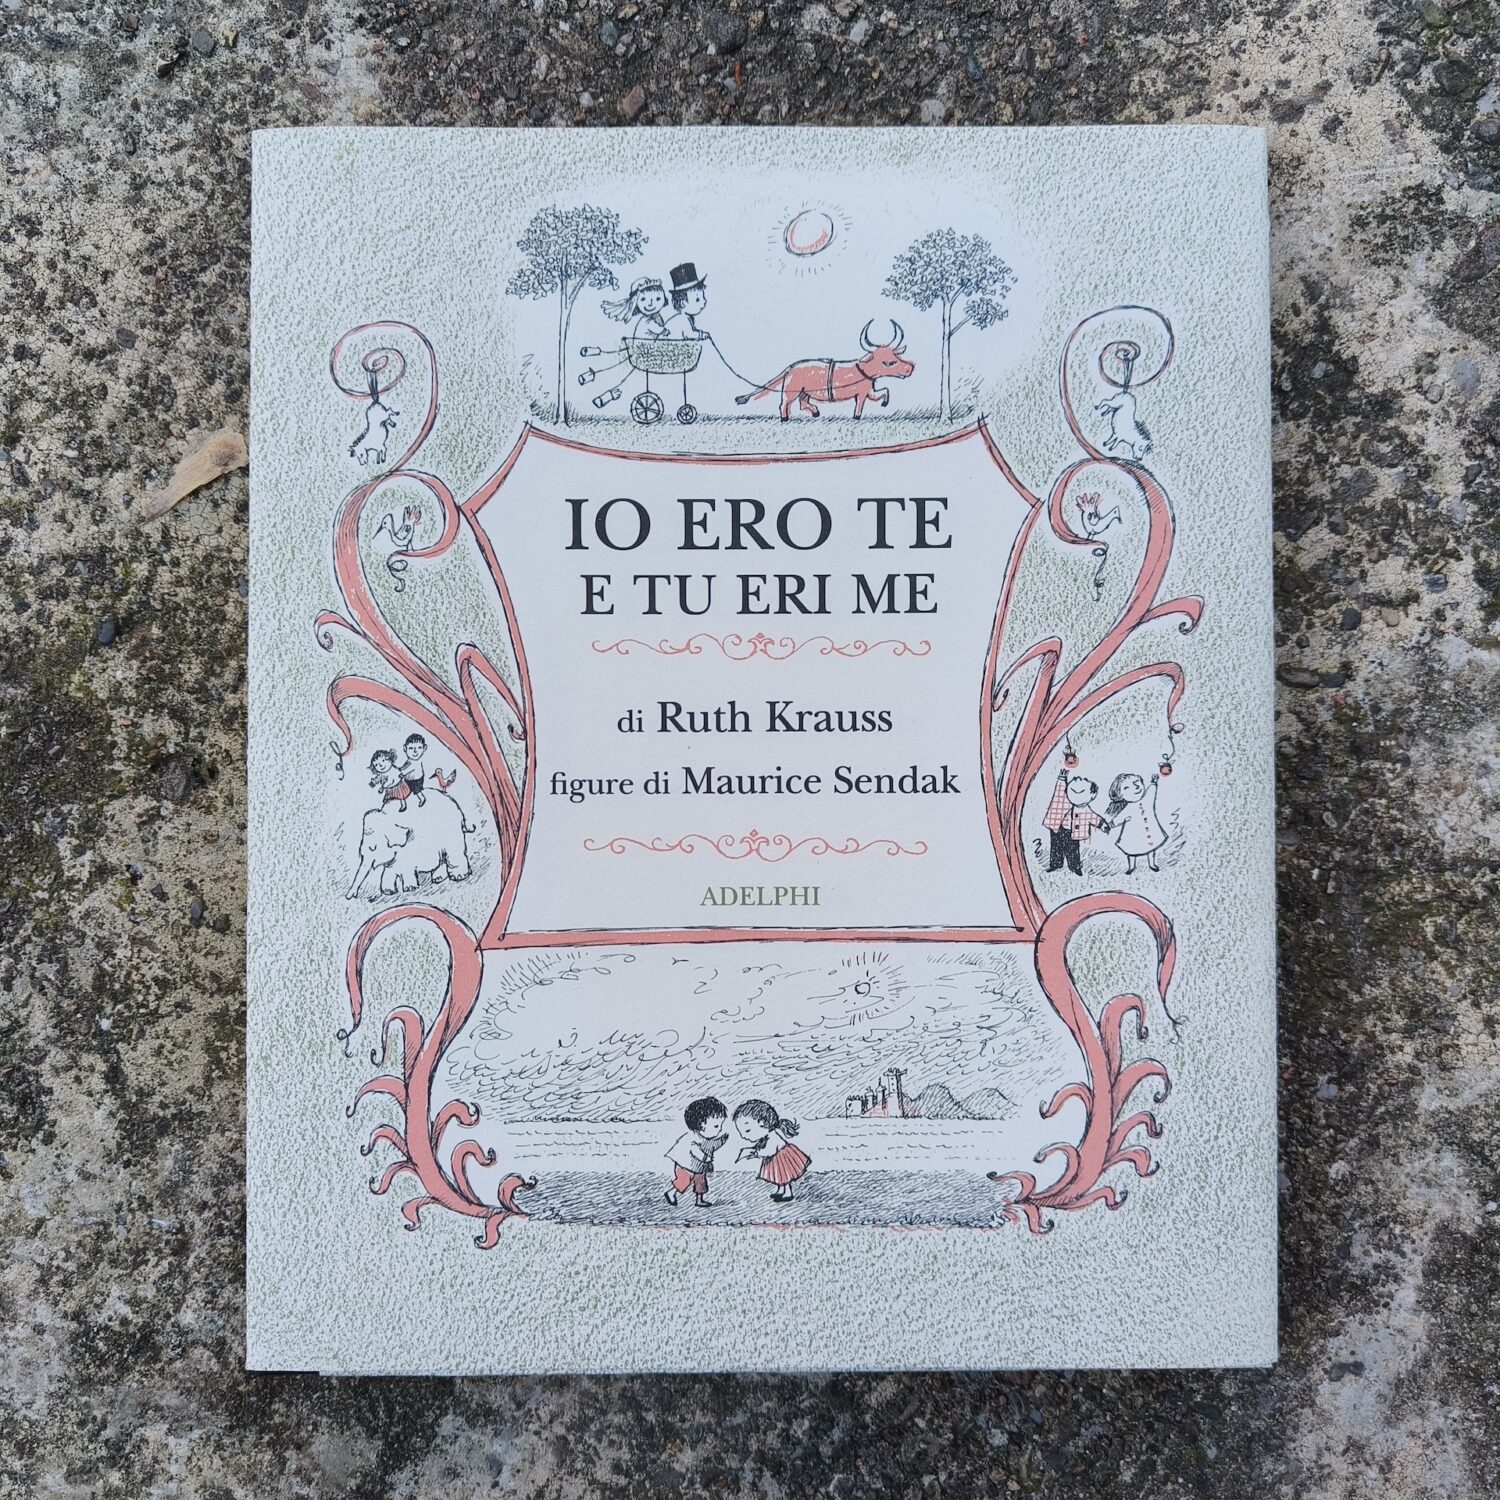 IO ERO TE
E TU ERI ME
di Ruth Krauss
figure di Maurice Sendak
ADELPHI